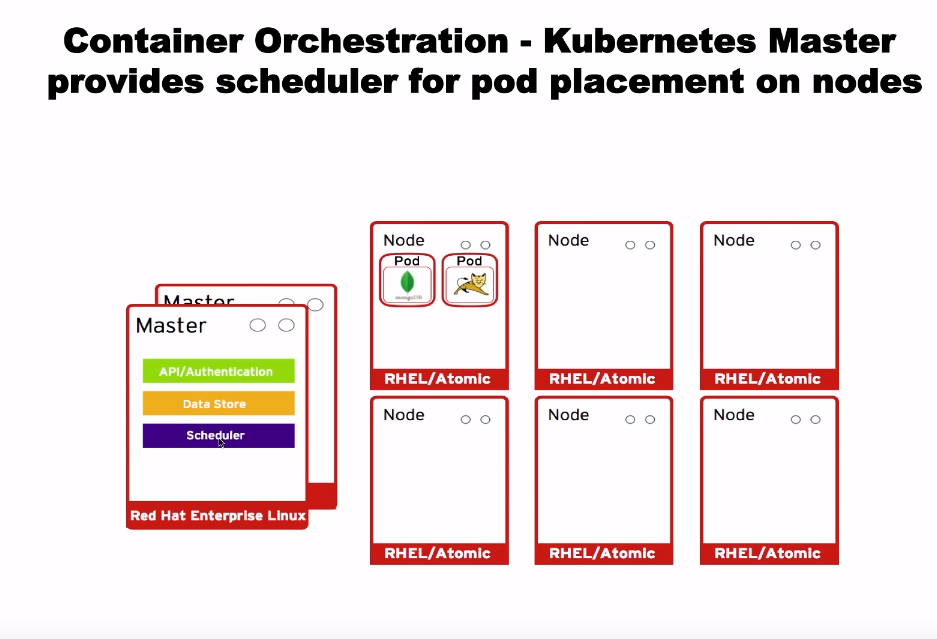 Container Orchestration - Kubernetes Master
provides scheduler for pod placement on nodes
Master
Master
API/Authentication
Data Store
Scheduler
Red Hat Enterprise Linux
Node
Pod
mongoDB
Pod
RHEL/Atomic
Node
RHEL/Atomic
Node
RHEL/Atomic
Node
RHEL/Atomic
Node
RHEL/Atomic
Node
RHEL/Atomic